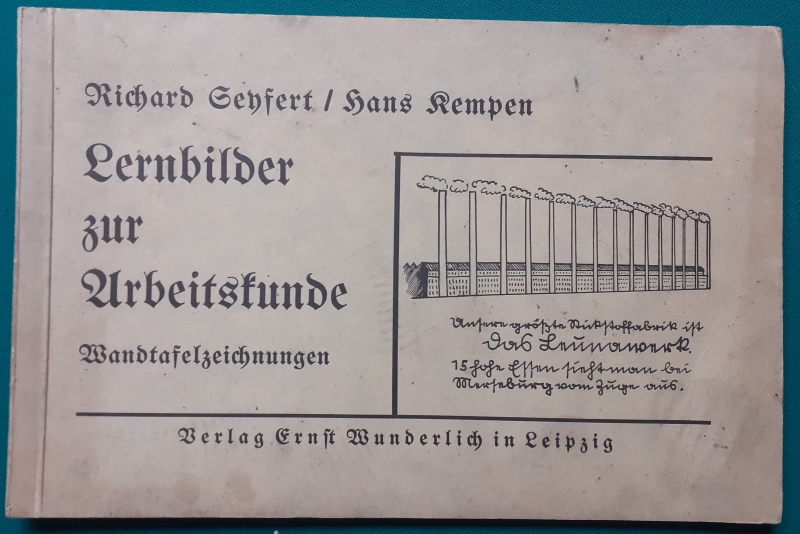 Richard Seyfert / Hans Kempen
Lernbilder
zur
Arbeitskunde
Wandtafelzeichnungen
Unsere größte Stickstoffabrik ist
das Leunawerk.
15 hohe Essen sieht man bei
Merseburg vom Zuge aus.
Verlag Ernst Wunderlich in Leipzig